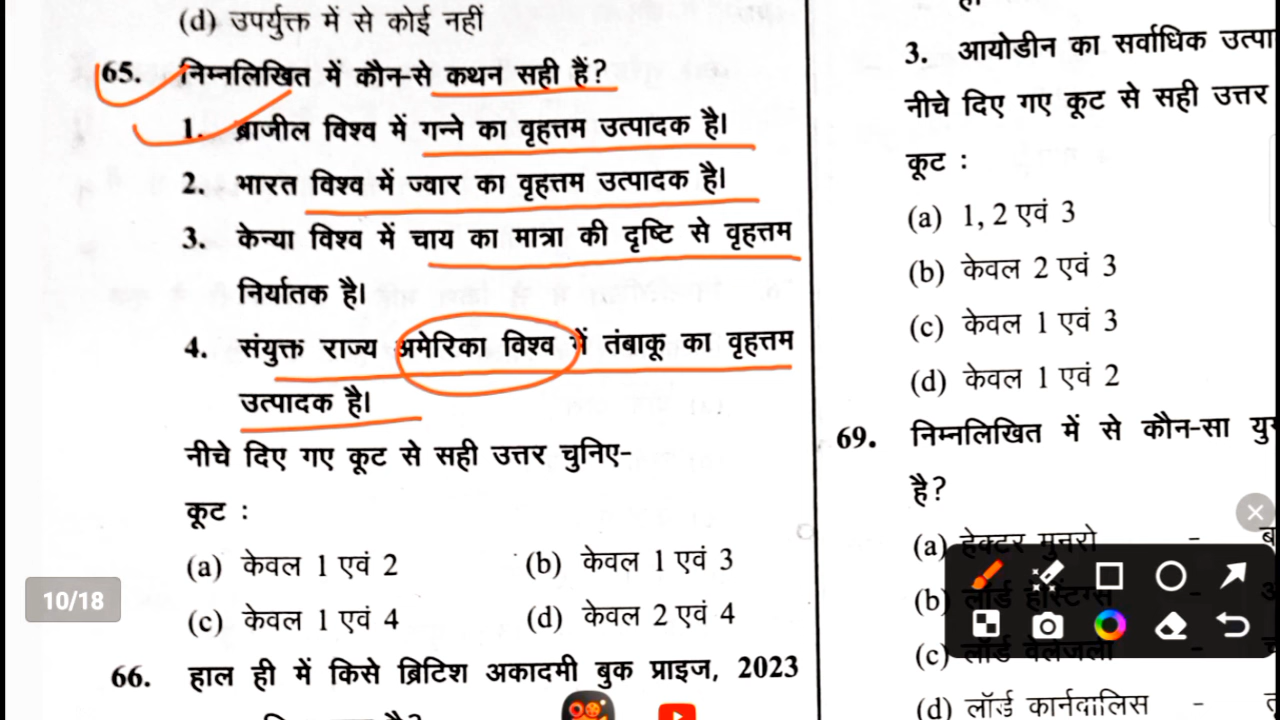 (d) उपर्युक्त में से कोई नहीं
65. निम्नलिखित में कौन-से कथन सही हैं?
1. ब्राजील विश्व में गन्ने का वृहत्तम उत्पादक है।
2. भारत विश्व में ज्वार का वृहत्तम उत्पादक है।
3. केन्या विश्व में चाय का मात्रा की दृष्टि से वृहत्तम
निर्यातक है।
4. संयुक्त राज्य अमेरिका विश्व में तंबाकू का वृहत्तम
उत्पादक है।
नीचे दिए गए कूट से सही उत्तर चुनिए-
कूट :
(a) केवल 1 एवं 2 (b) केवल 1 एवं 3
(c) केवल 1 एवं 4 (d) केवल 2 एवं 4
66. हाल ही में किसे ब्रिटिश अकादमी बुक प्राइज, 2023
10/18
3. आयोडीन का सर्वाधिक
नीचे दिए गए कूट से सही उत्तर
कूट :
(a) 1, 2 एवं 3
(b) केवल 2 एवं 3
(c) केवल 1 एवं 3
(d) केवल 1 एवं 2
69. निम्नलिखित में से कौन-सा
है?
(a) हेक्टर मुनरो -
(b) लॉर्ड हेस्टिंग्स
(c) लॉर्ड वेलेजली
(d) लॉर्ड कार्नवालिस -